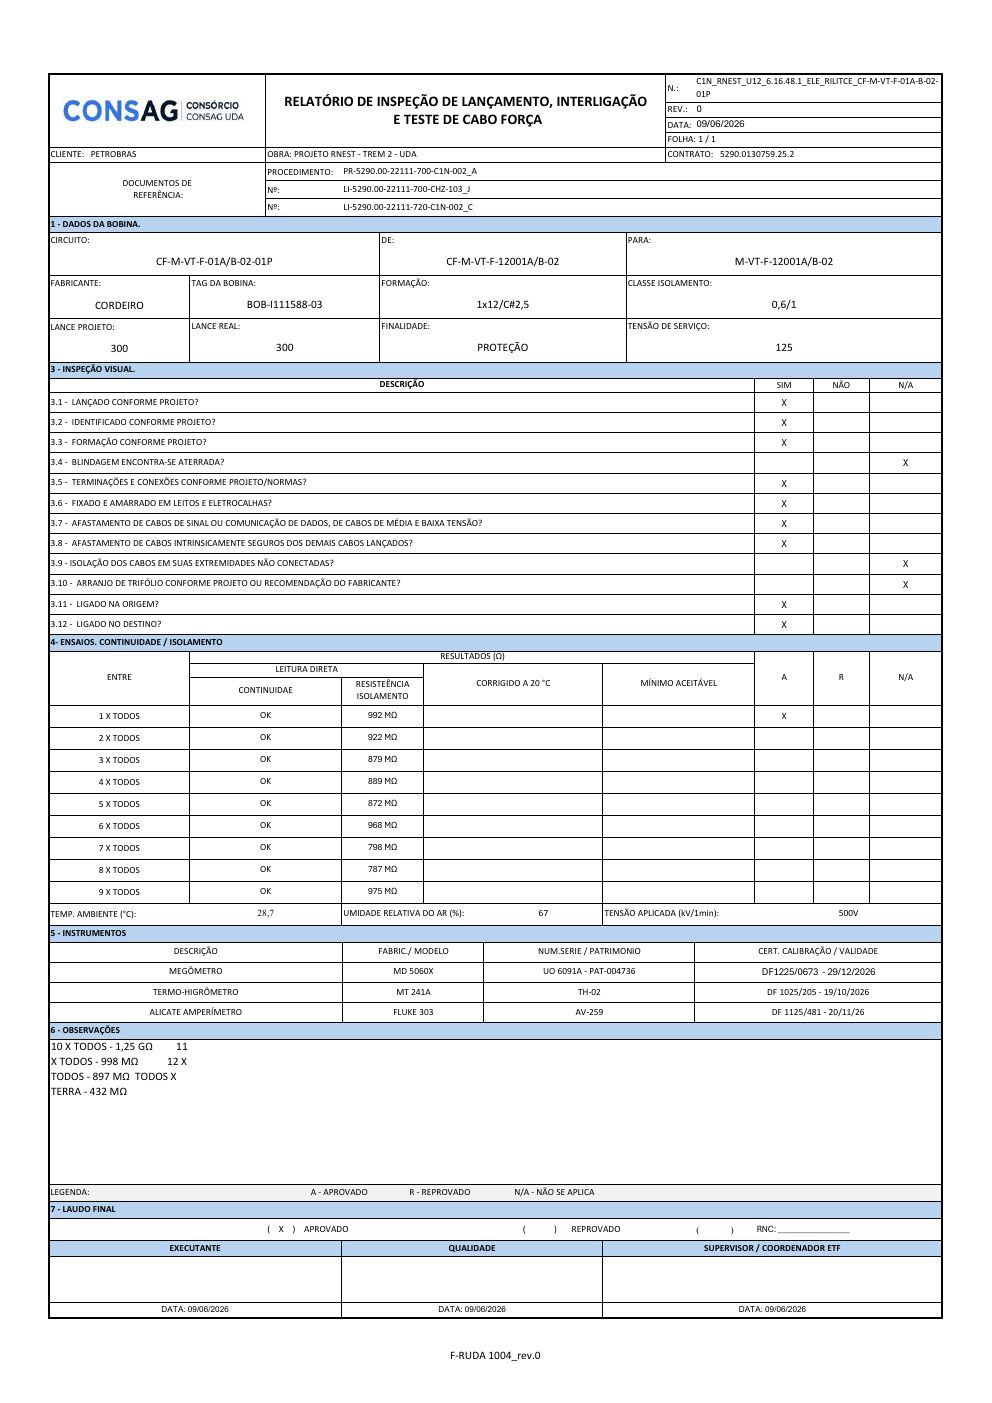 CONSAG CONSÓRCIO CONSAG UDA
RELATÓRIO DE INSPEÇÃO DE LANÇAMENTO, INTERLIGAÇÃO
E TESTE DE CABO FORÇA
N.: C1N_RNEST_U12_6.16.48.1_ELE_RILITCE_CF-M-VT-F-01A-B-02-
01P
REV.: 0
DATA: 09/06/2026
FOLHA: 1 / 1
CLIENTE: PETROBRAS OBRA: PROJETO RNEST - TREM 2 - UDA CONTRATO: 5290.0130759.25.2
DOCUMENTOS DE
REFERÊNCIA:
PROCEDIMENTO: PR-5290.00-22111-700-C1N-002_A
Nº: LI-5290.00-22111-700-CHZ-103_J
Nº: LI-5290.00-22111-720-C1N-002_C
1 - DADOS DA BOBINA.
CIRCUITO: DE: PARA:
CF-M-VT-F-01A/B-02-01P CF-M-VT-F-12001A/B-02 M-VT-F-12001A/B-02
FABRICANTE: TAG DA BOBINA: FORMAÇÃO: CLASSE ISOLAMENTO:
CORDEIRO BOB-I111588-03 1x12/C#2,5 0,6/1
LANCE PROJETO: LANCE REAL: FINALIDADE: TENSÃO DE SERVIÇO:
300 300 PROTEÇÃO 125
3 - INSPEÇÃO VISUAL.
DESCRIÇÃO SIM NÃO N/A
3.1 - LANÇADO CONFORME PROJETO? X
3.2 - IDENTIFICADO CONFORME PROJETO? X
3.3 - FORMAÇÃO CONFORME PROJETO? X
3.4 - BLINDAGEM ENCONTRA-SE ATERRADA? X
3.5 - TERMINAÇÕES E CONEXÕES CONFORME PROJETO/NORMAS? X
3.6 - FIXADO E AMARRADO EM LEITOS E ELETROCALHAS? X
3.7 - AFASTAMENTO DE CABOS DE SINAL OU COMUNICAÇÃO DE DADOS, DE CABOS DE MÉDIA E BAIXA TENSÃO? X
3.8 - AFASTAMENTO DE CABOS INTRINSICAMENTE SEGUROS DOS DEMAIS CABOS LANÇADOS? X
3.9 - ISOLAÇÃO DOS CABOS EM SUAS EXTREMIDADES NÃO CONECTADAS? X
3.10 - ARRANJO DE TRIFÓLIO CONFORME PROJETO OU RECOMENDAÇÃO DO FABRICANTE? X
3.11 - LIGADO NA ORIGEM? X
3.12 - LIGADO NO DESTINO? X
4- ENSAIOS. CONTINUIDADE / ISOLAMENTO
RESULTADOS (Ω)
LEITURA DIRETA
ENTRE CONTINUIDAE RESISTEÊNCIA
ISOLAMENTO CORRIGIDO A 20 °C MÍNIMO ACEITÁVEL A R N/A
1 X TODOS OK 992 MΩ X
2 X TODOS OK 922 MΩ
3 X TODOS OK 879 MΩ
4 X TODOS OK 889 MΩ
5 X TODOS OK 872 MΩ
6 X TODOS OK 968 MΩ
7 X TODOS OK 798 MΩ
8 X TODOS OK 787 MΩ
9 X TODOS OK 975 MΩ
TEMP. AMBIENTE (°C): 28,7 UMIDADE RELATIVA DO AR (%): 67 TENSÃO APLICADA (kV/1min): 500V
5 - INSTRUMENTOS
DESCRIÇÃO FABRIC./ MODELO NUM.SERIE / PATRIMONIO CERT. CALIBRAÇÃO / VALIDADE
MEGÔMETRO MD 5060X UO 6091A - PAT-004736 DF1225/0673 - 29/12/2026
TERMO-HIGRÔMETRO MT 241A TH-02 DF 1025/205 - 19/10/2026
ALICATE AMPERÍMETRO FLUKE 303 AV-259 DF 1125/481 - 20/11/26
6 - OBSERVAÇÕES
10 X TODOS - 1,25 GΩ 11
X TODOS - 998 MΩ 12 X
TODOS - 897 MΩ TODOS X
TERRA - 432 MΩ
LEGENDA: A - APROVADO R - REPROVADO N/A - NÃO SE APLICA
7 - LAUDO FINAL
( X ) APROVADO ( ) REPROVADO ( ) RNC: _______________
EXECUTANTE QUALIDADE SUPERVISOR / COORDENADOR ETF
DATA: 09/06/2026 DATA: 09/06/2026 DATA: 09/06/2026
F-RUDA 1004_rev.0